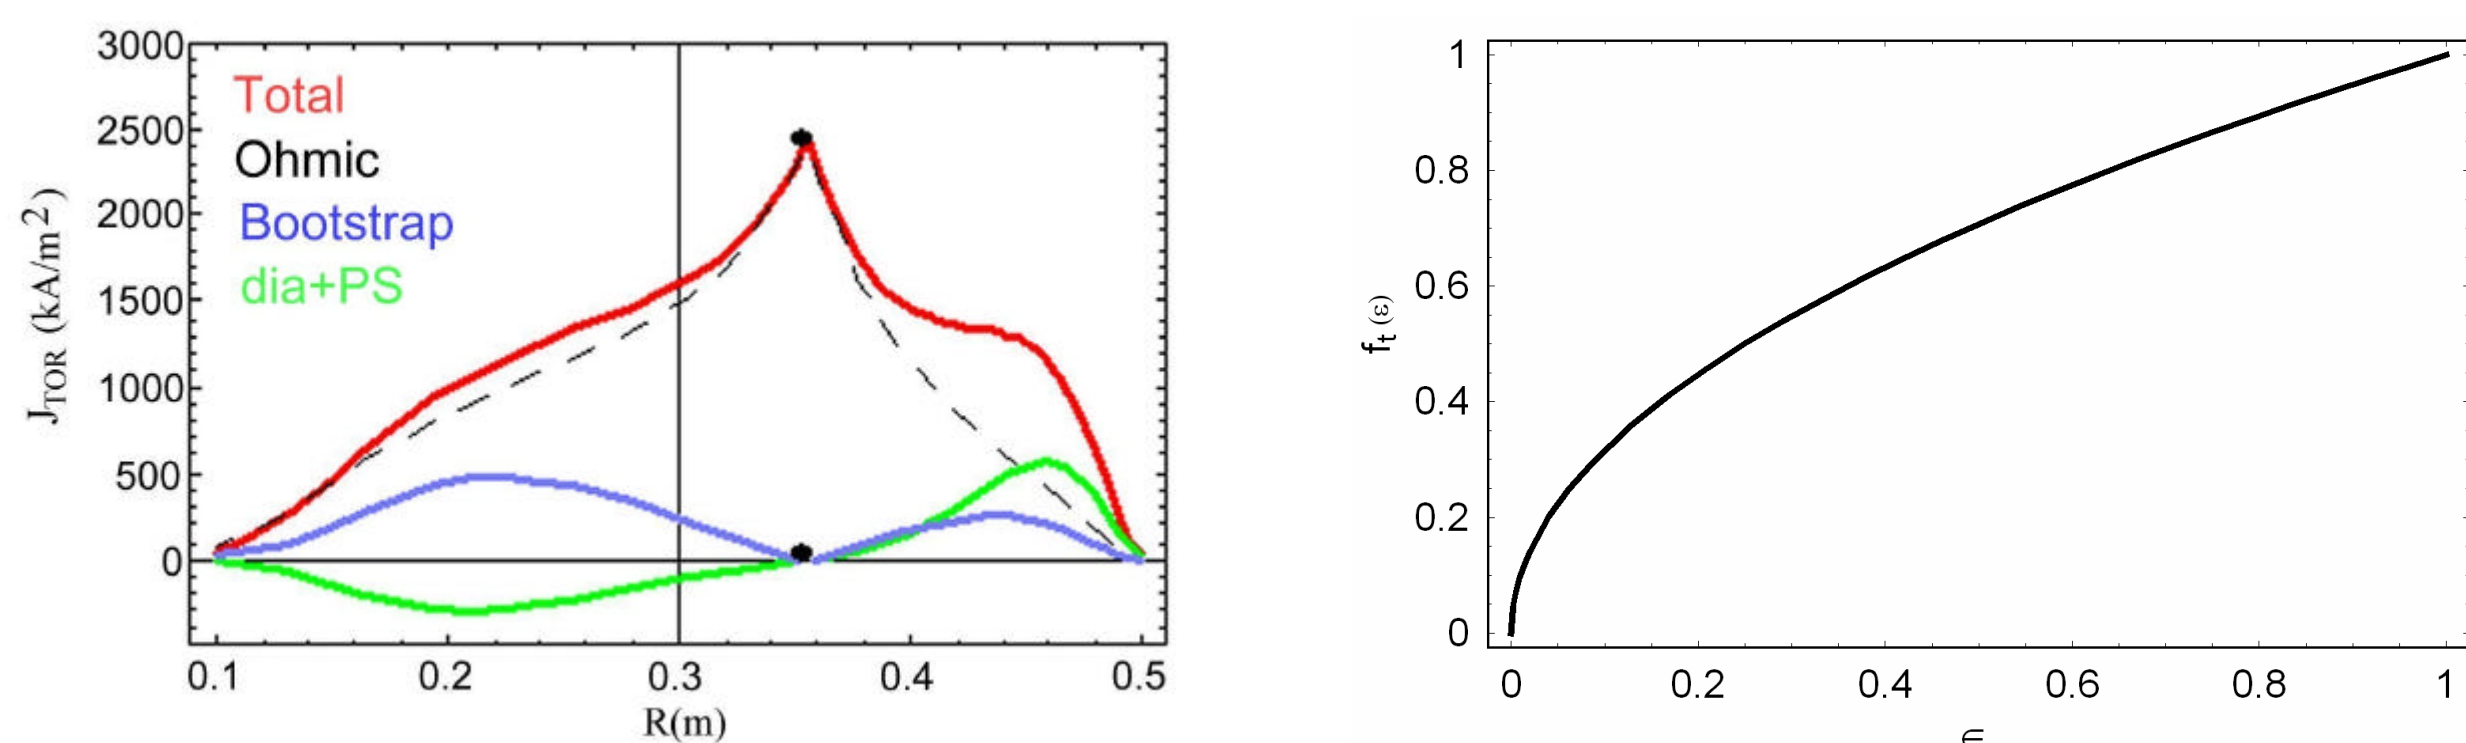 3000
2500
2000
1500
1000
500
0
J_TOR (kA/m²)
Total
Ohmic
Bootstrap
dia+PS
0.1 0.2 0.3 0.4 0.5
R(m)
1
0.8
0.6
0.4
0.2
0
fₜ (ε)
0 0.2 0.4 0.6 0.8 1